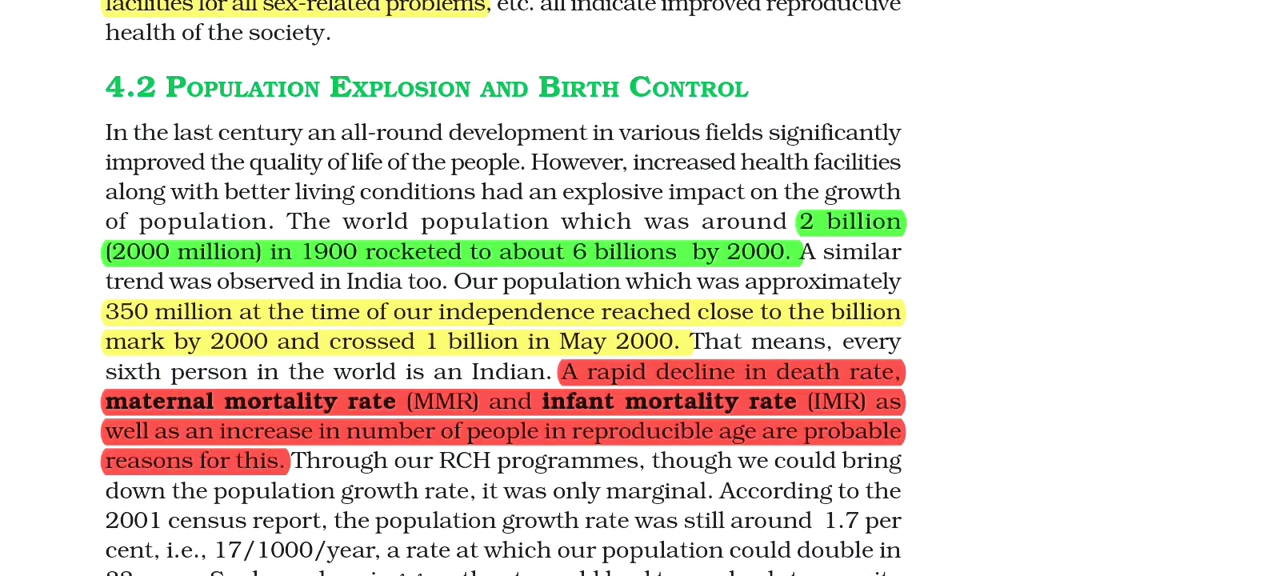 facilities for all sex-related problems, etc. all indicate improved reproductive
health of the society.
4.2 Population Explosion and Birth Control
In the last century an all-round development in various fields significantly
improved the quality of life of the people. However, increased health facilities
along with better living conditions had an explosive impact on the growth
of population. The world population which was around 2 billion
(2000 million) in 1900 rocketed to about 6 billions by 2000. A similar
trend was observed in India too. Our population which was approximately
350 million at the time of our independence reached close to the billion
mark by 2000 and crossed 1 billion in May 2000. That means, every
sixth person in the world is an Indian. A rapid decline in death rate,
maternal mortality rate (MMR) and infant mortality rate (IMR) as
well as an increase in number of people in reproducible age are probable
reasons for this. Through our RCH programmes, though we could bring
down the population growth rate, it was only marginal. According to the
2001 census report, the population growth rate was still around 1.7 per
cent, i.e., 17/1000/year, a rate at which our population could double in